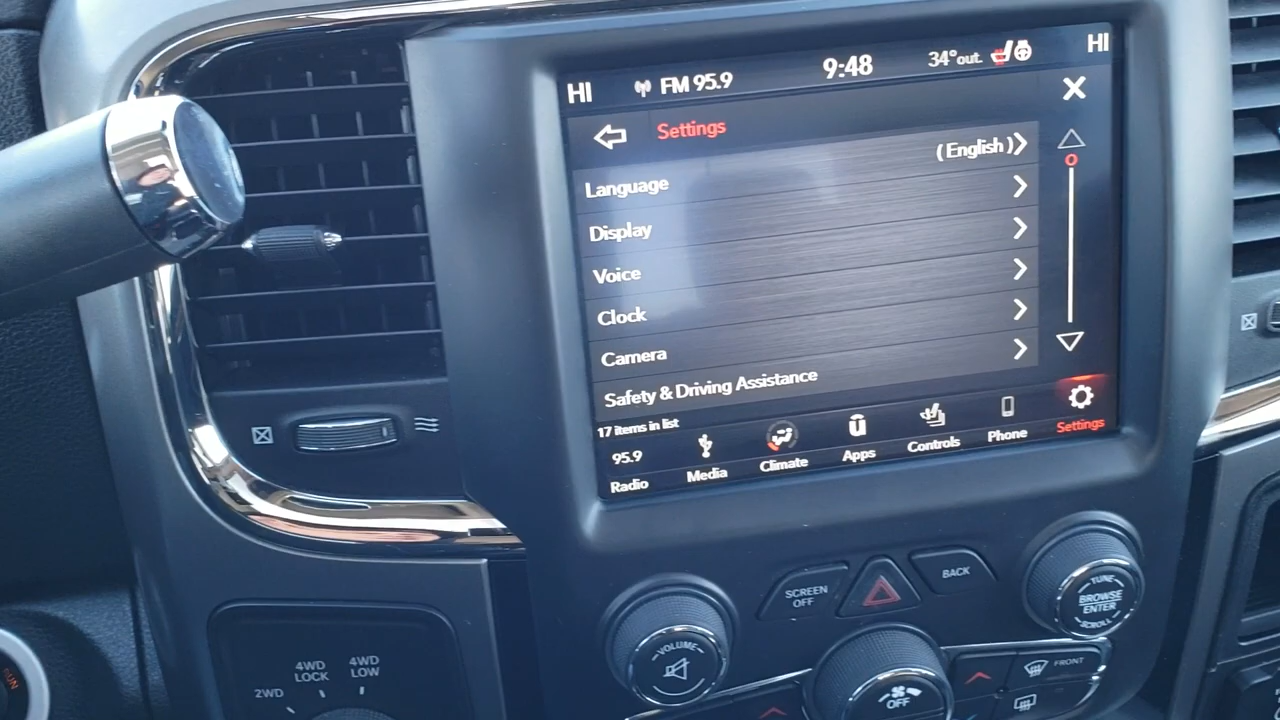 HI FM 95.9 9:48 34°out. HI
Settings
(English)
Language
Display
Voice
Clock
Camera
Safety & Driving Assistance
17 items in list
95.9
Radio Media Climate Apps Controls Phone Settings
SCREEN
OFF
BACK
VOLUME
TUNE
BROWSE
ENTER
SCROLL
OFF
FRONT
4WD
LOCK
4WD
LOW
2WD
RUN